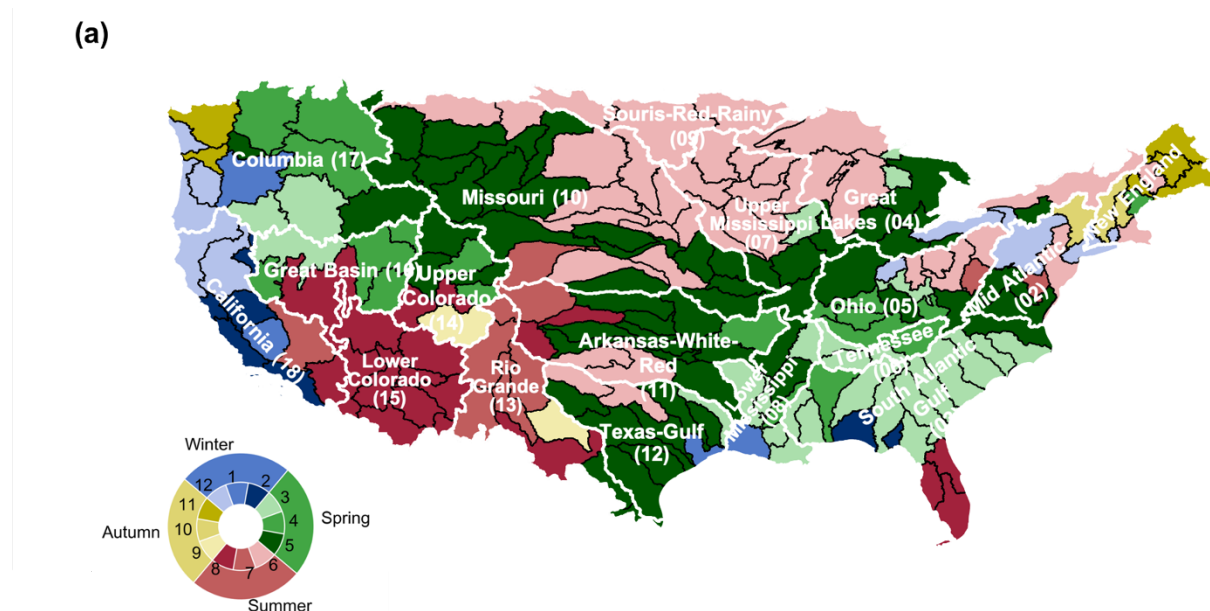 (a)
Souris-Red-Rainy
(09)
Columbia (17)
Missouri (10)
Upper
Mississippi
(07)
Great
Lakes (04)
New England
Great Basin (16)
Upper
Colorado
(14)
California (18)
Ohio (05)
Mid Atlantic
(02)
Tennessee
(06)
Arkansas-White-
Red
(11)
Lower
Mississippi
(08)
South Atlantic
Gulf
Lower
Colorado
(15)
Rio
Grande
(13)
Texas-Gulf
(12)
Winter
12 1 2
3
4
5
6
7
8
9
10
11
Spring
Autumn
Summer